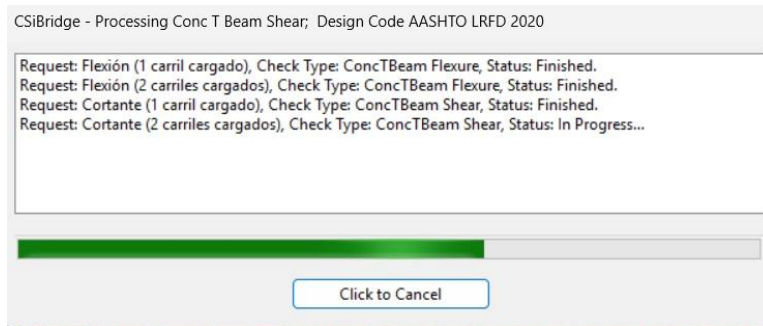 CSiBridge - Processing Conc T Beam Shear;  Design Code AASHTO LRFD 2020
Request: Flexión (1 carril cargado), Check Type: ConcTBeam Flexure, Status: Finished.
Request: Flexión (2 carriles cargados), Check Type: ConcTBeam Flexure, Status: Finished.
Request: Cortante (1 carril cargado), Check Type: ConcTBeam Shear, Status: Finished.
Request: Cortante (2 carriles cargados), Check Type: ConcTBeam Shear, Status: In Progress...
Click to Cancel